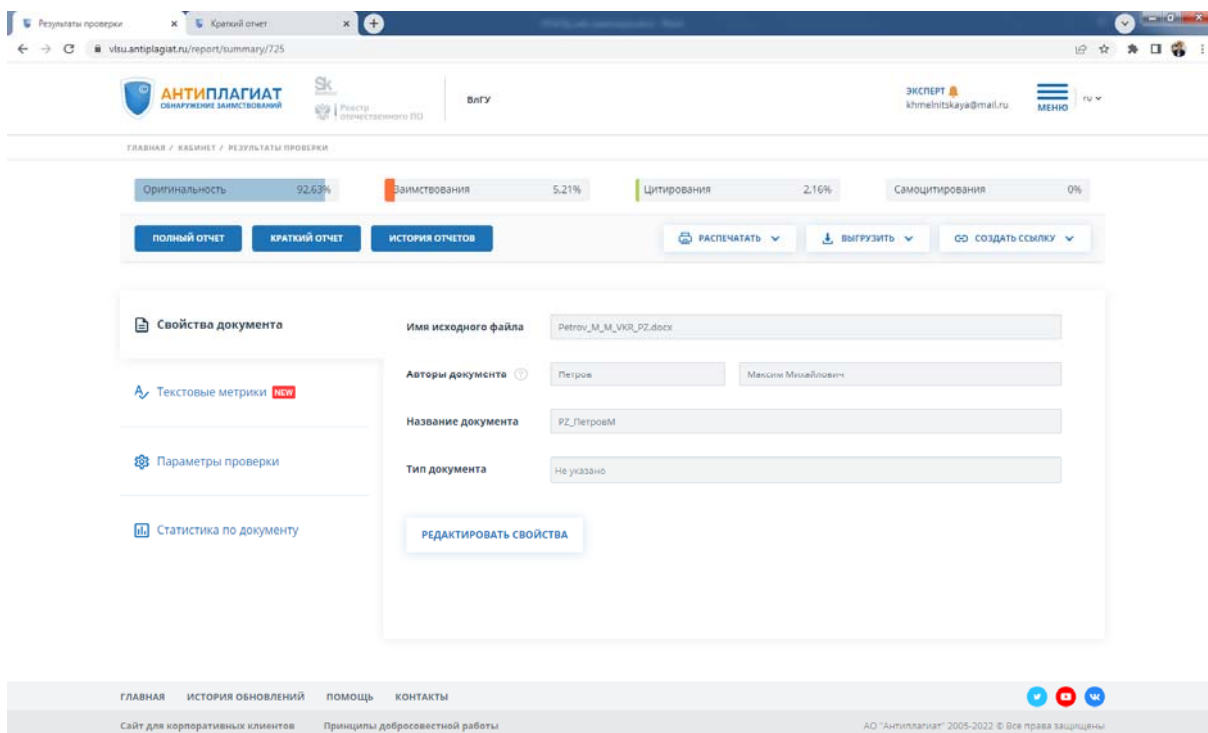 Результаты проверки
Краткий отчет
vlsu.antiplagiat.ru/report/summary/725
АНТИПЛАГИАТ
ОБНАРУЖЕНИЕ ЗАИМСТВОВАНИЙ
Sk
Реестр
отечественного ПО
ВлГУ
ЭКСПЕРТ
khmelnitskaya@mail.ru
МЕНЮ
ru
ГЛАВНАЯ / КАБИНЕТ / РЕЗУЛЬТАТЫ ПРОВЕРКИ
Оригинальность 92,63% Заимствования 5,21% Цитирования 2,16% Самоцитирования 0%
ПОЛНЫЙ ОТЧЕТ КРАТКИЙ ОТЧЕТ ИСТОРИЯ ОТЧЕТОВ РАСПЕЧАТАТЬ ВЫГРУЗИТЬ СОЗДАТЬ ССЫЛКУ
Свойства документа
Имя исходного файла Petrov_M_M_VKR_PZ.docx
Авторы документа ? Петров Максим Михайлович
Текстовые метрики NEW
Название документа PZ_ПетровМ
Параметры проверки
Тип документа Не указано
Статистика по документу
РЕДАКТИРОВАТЬ СВОЙСТВА
ГЛАВНАЯ ИСТОРИЯ ОБНОВЛЕНИЙ ПОМОЩЬ КОНТАКТЫ
Сайт для корпоративных клиентов Принципы добросовестной работы АО "Антиплагиат" 2005-2022 © Все права защищены